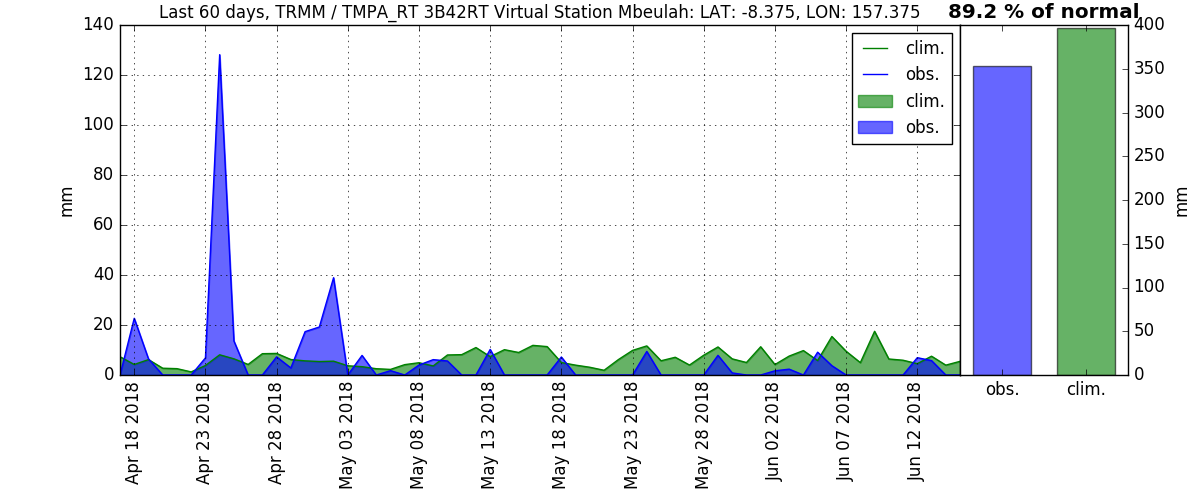 Last 60 days, TRMM / TMPA_RT 3B42RT Virtual Station Mbeulah: LAT: -8.375, LON: 157.375
89.2 % of normal
140
120
100
80
60
40
20
0
mm
clim.
obs.
clim.
obs.
400
350
300
250
200
150
100
50
0
mm
Apr 18 2018
Apr 23 2018
Apr 28 2018
May 03 2018
May 08 2018
May 13 2018
May 18 2018
May 23 2018
May 28 2018
Jun 02 2018
Jun 07 2018
Jun 12 2018
obs.
clim.